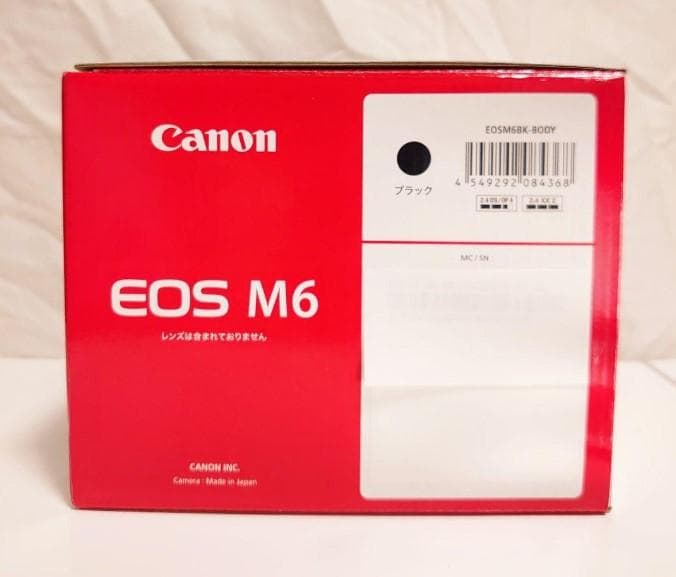 Canon
EOS M6
レンズは含まれておりません
CANON INC.
Camera : Made in Japan
EOSM6BK-BODY
ブラック
4 549292 084368
MC / SN